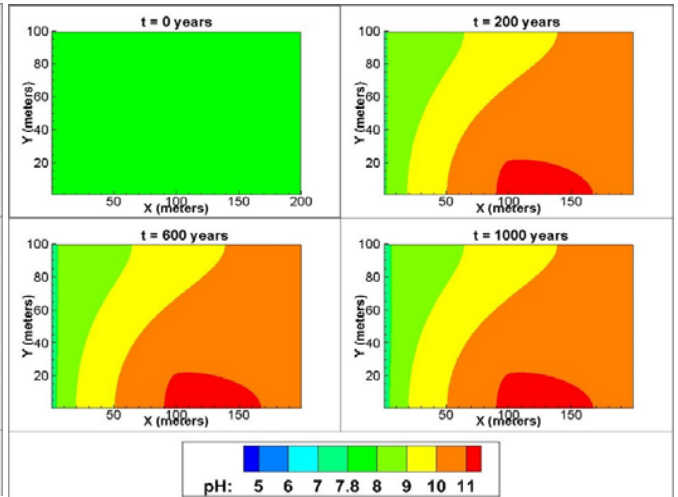 t = 0 years
100
80
60
40
20
Y (meters)
50
100
150
200
X (meters)
t = 200 years
100
80
60
40
20
Y (meters)
50
100
150
X (meters)
t = 600 years
100
80
60
40
20
Y (meters)
50
100
150
X (meters)
t = 1000 years
100
80
60
40
20
Y (meters)
50
100
150
X (meters)
pH: 5 6 7 7.8 8 9 10 11